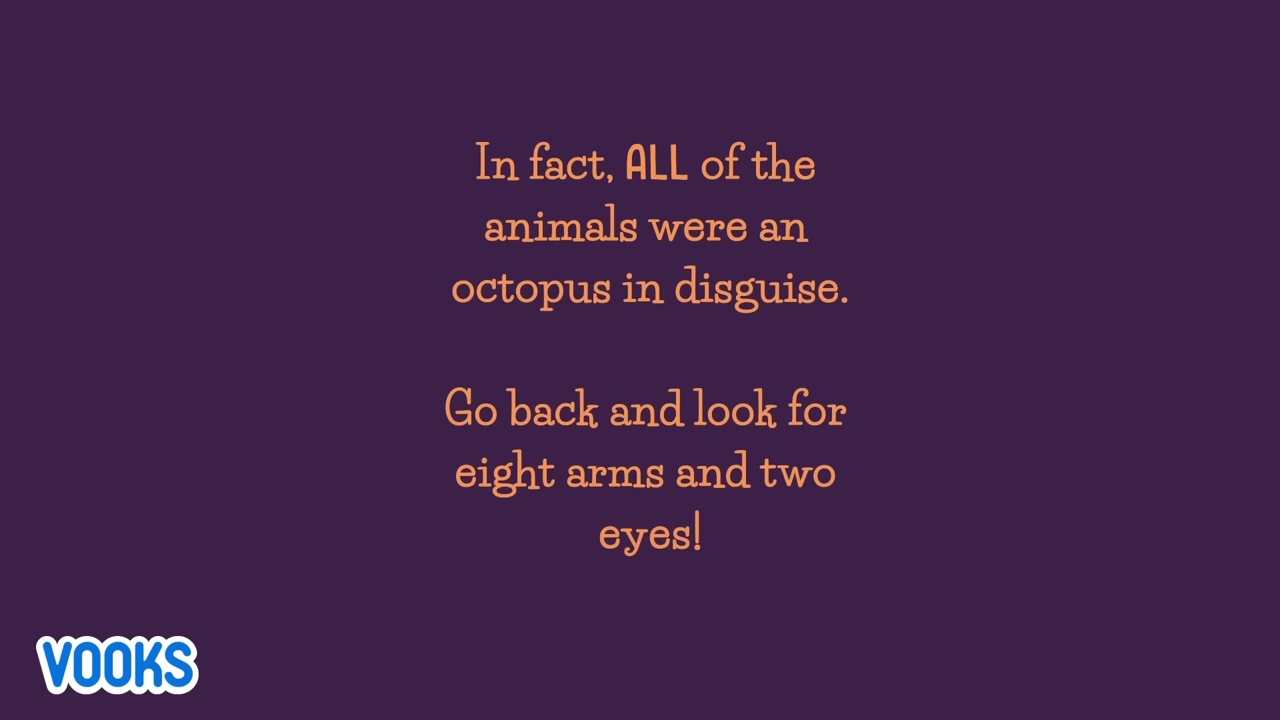 In fact, ALL of the
animals were an
octopus in disguise.
Go back and look for
eight arms and two
eyes!
VOOKS